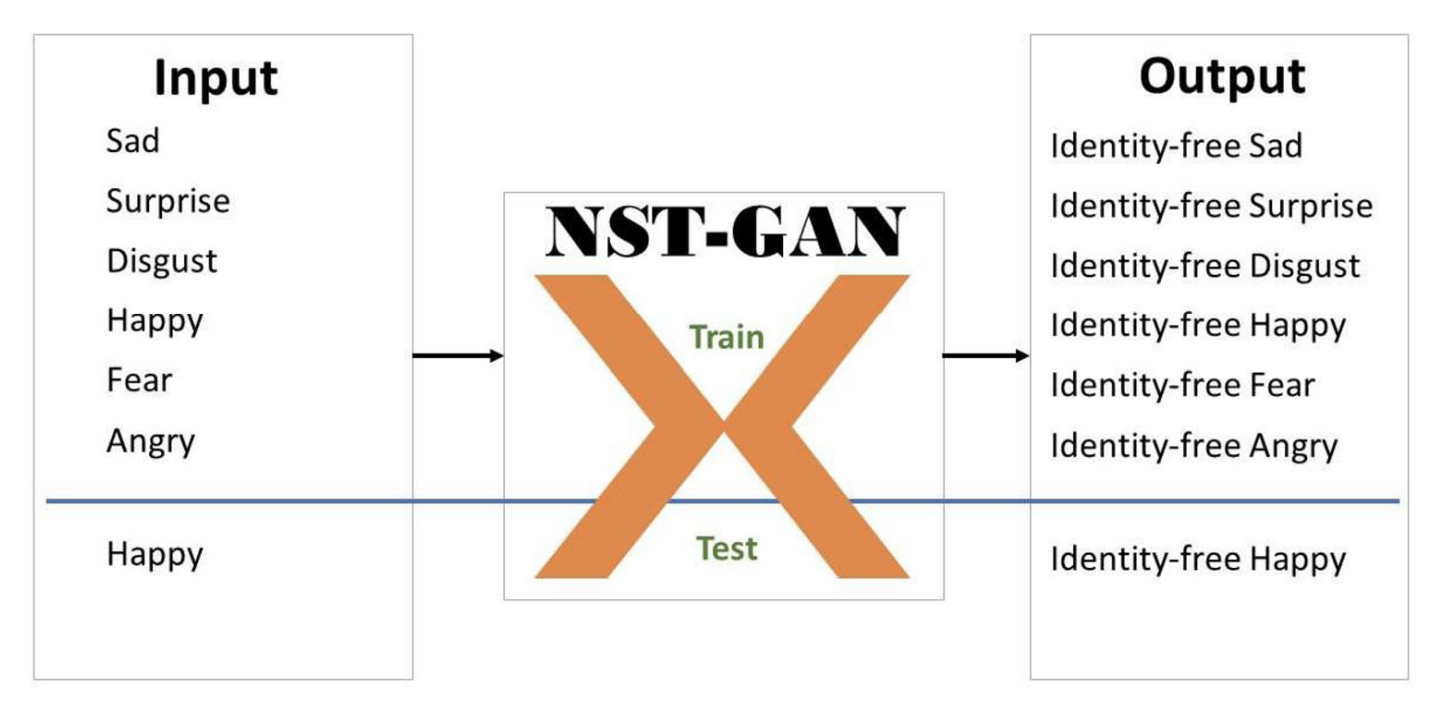 Input
Sad
Surprise
Disgust
Happy
Fear
Angry
Happy
NST-GAN
Train
Test
Output
Identity-free Sad
Identity-free Surprise
Identity-free Disgust
Identity-free Happy
Identity-free Fear
Identity-free Angry
Identity-free Happy